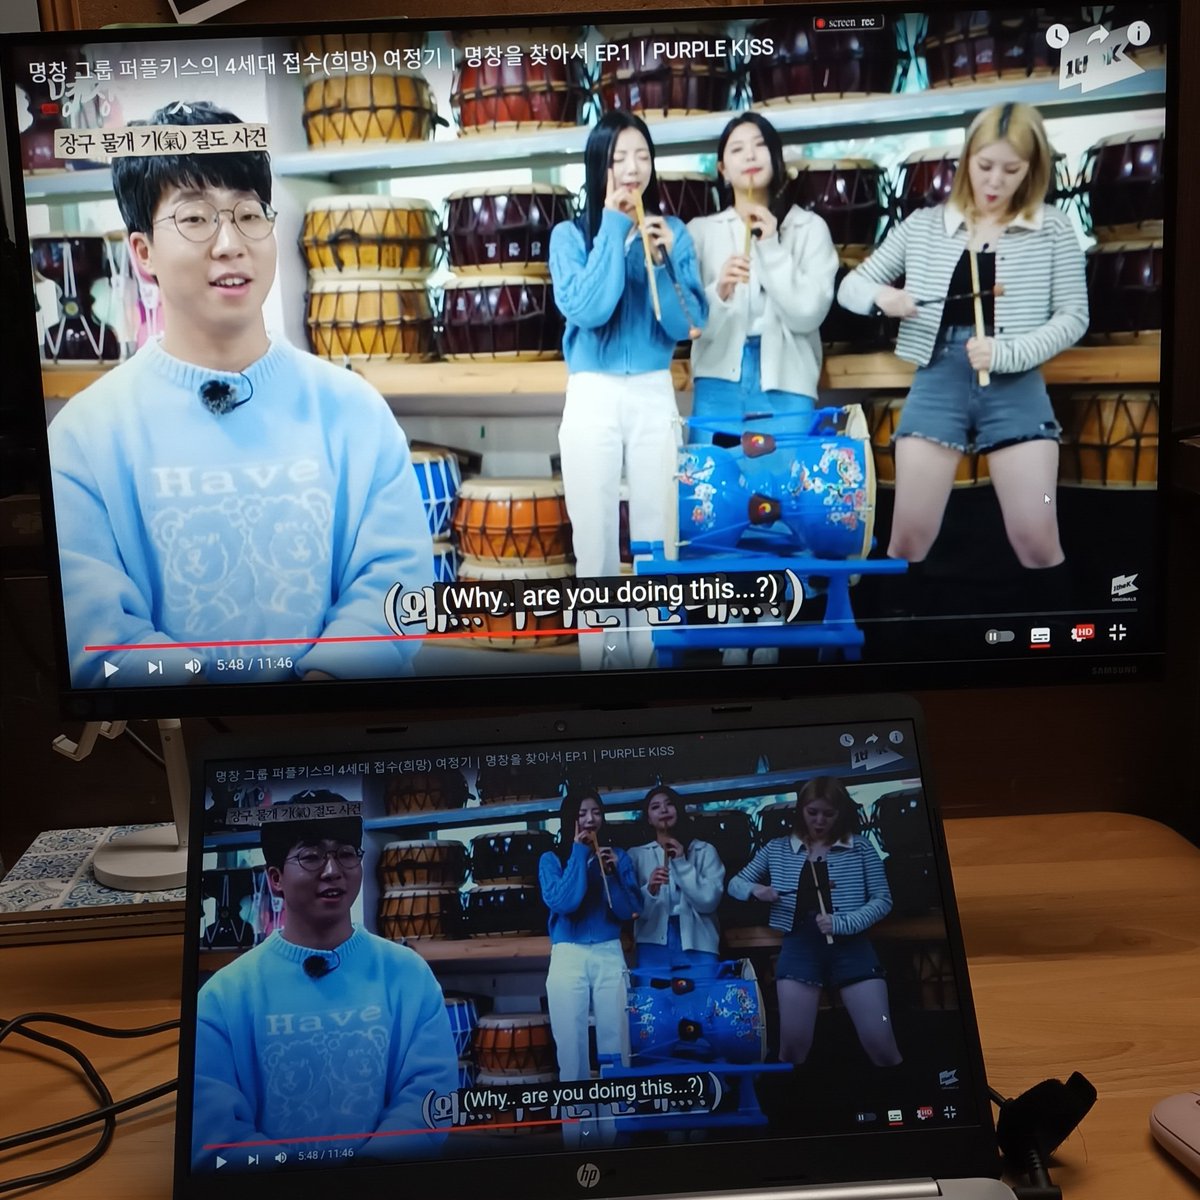 screen rec
명창 그룹 퍼플키스의 4세대 접수(희망) 여정기 | 명창을 찾아서 EP.1 | PURPLE KISS
1theK
장구 물개 기(氣) 절도 사건
Have
(Why.. are you doing this...?)
1theK
ORIGINALS
HD
5:48 / 11:46
SAMSUNG
명창 그룹 퍼플키스의 4세대 접수(희망) 여정기 | 명창을 찾아서 EP.1 | PURPLE KISS
장구 물개 기(氣) 절도 사건
Have
(Why.. are you doing this...?)
HD
5:48 / 11:46
hp